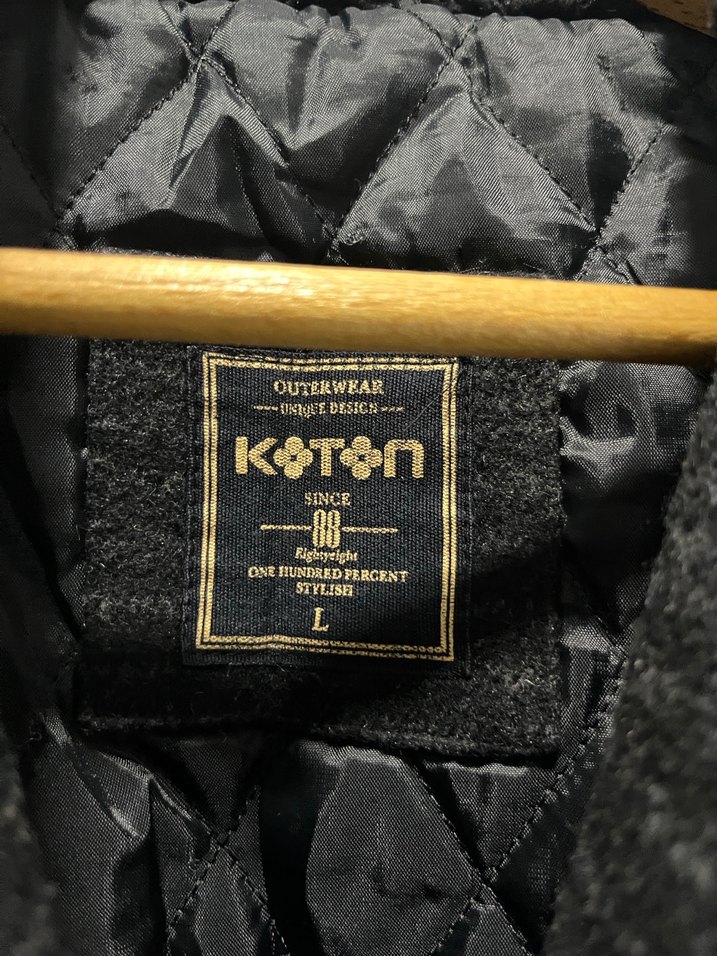 OUTERWEAR
UNIQUE DESIGN
KOTON
SINCE
88
Eightyeight
ONE HUNDRED PERCENT
STYLISH
L